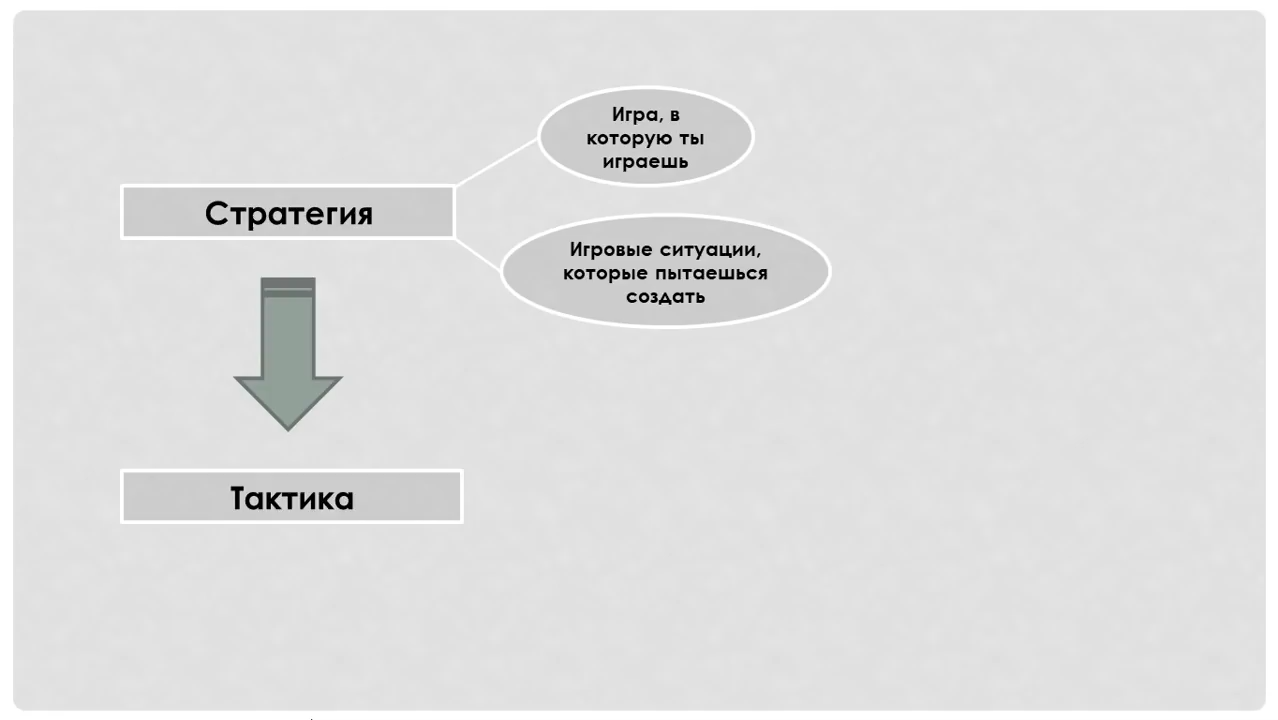 Игра, в
которую ты
играешь
Стратегия
Игровые ситуации,
которые пытаешься
создать
Тактика